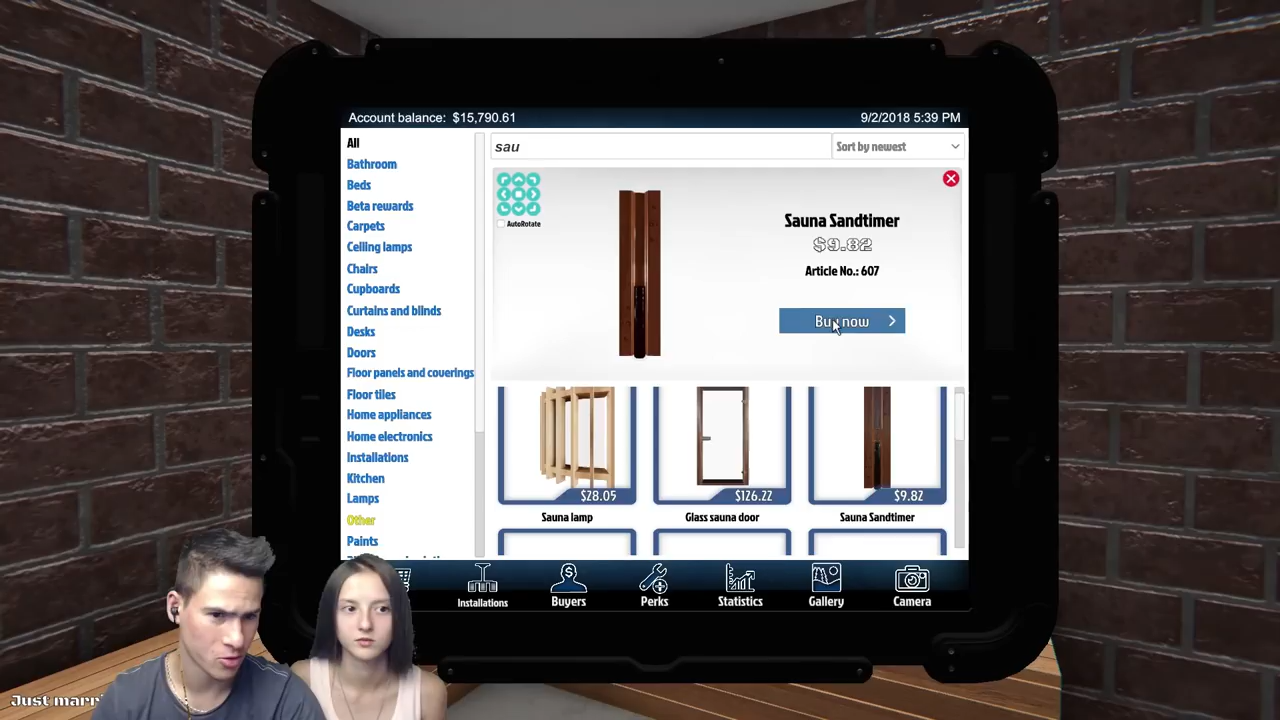 Account balance: $15,790.61
9/2/2018 5:39 PM
All
Bathroom
Beds
Beta rewards
Carpets
Ceiling lamps
Chairs
Cupboards
Curtains and blinds
Desks
Doors
Floor panels and coverings
Floor tiles
Home appliances
Home electronics
Installations
Kitchen
Lamps
Other
Paints
sau
Sort by newest
AutoRotate
Sauna Sandtimer
$9.82
Article No.: 607
Buy now
$28.05
$126.22
$9.82
Sauna lamp
Glass sauna door
Sauna Sandtimer
Installations
Buyers
Perks
Statistics
Gallery
Camera
Just marri